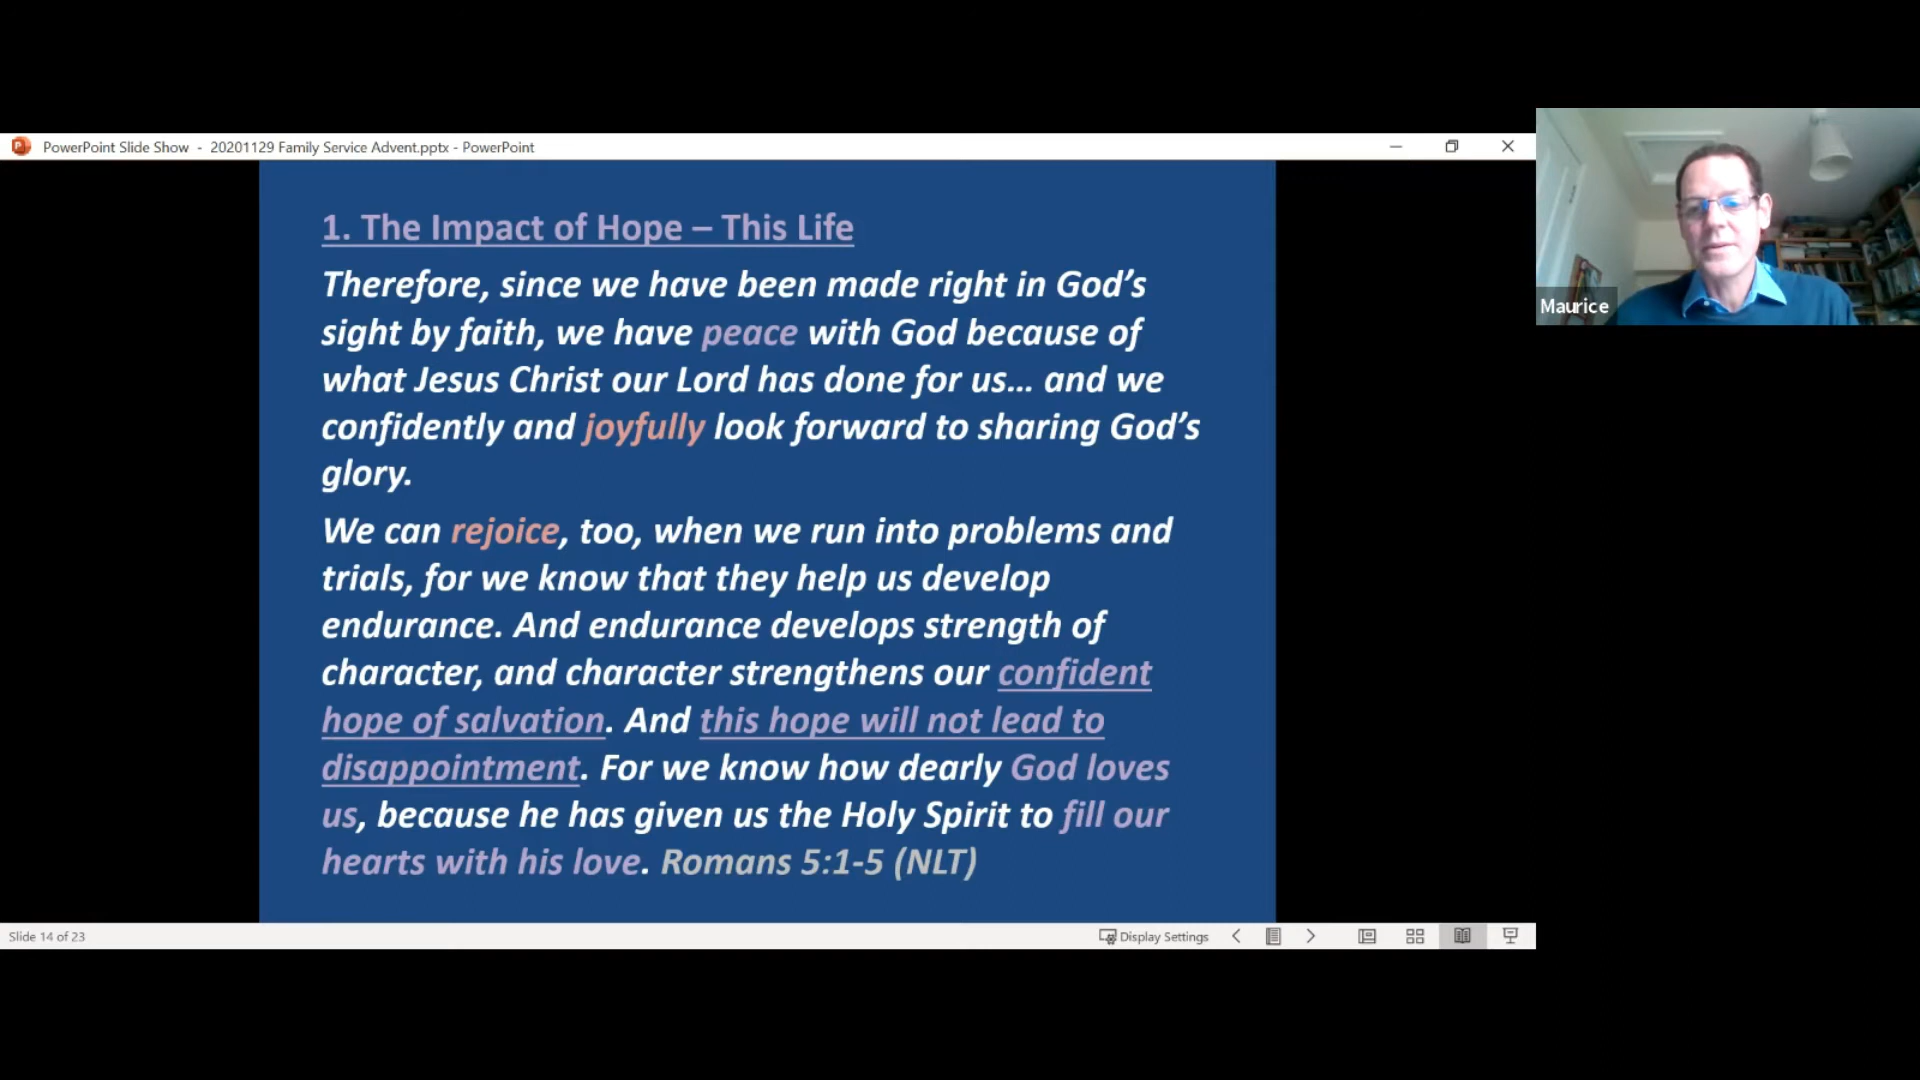 PowerPoint Slide Show - 20201129 Family Service Advent.pptx - PowerPoint
1. The Impact of Hope – This Life
Therefore, since we have been made right in God’s
sight by faith, we have peace with God because of
what Jesus Christ our Lord has done for us… and we
confidently and joyfully look forward to sharing God’s
glory.
We can rejoice, too, when we run into problems and
trials, for we know that they help us develop
endurance. And endurance develops strength of
character, and character strengthens our confident
hope of salvation. And this hope will not lead to
disappointment. For we know how dearly God loves
us, because he has given us the Holy Spirit to fill our
hearts with his love. Romans 5:1-5 (NLT)
Maurice
Slide 14 of 23
Display Settings